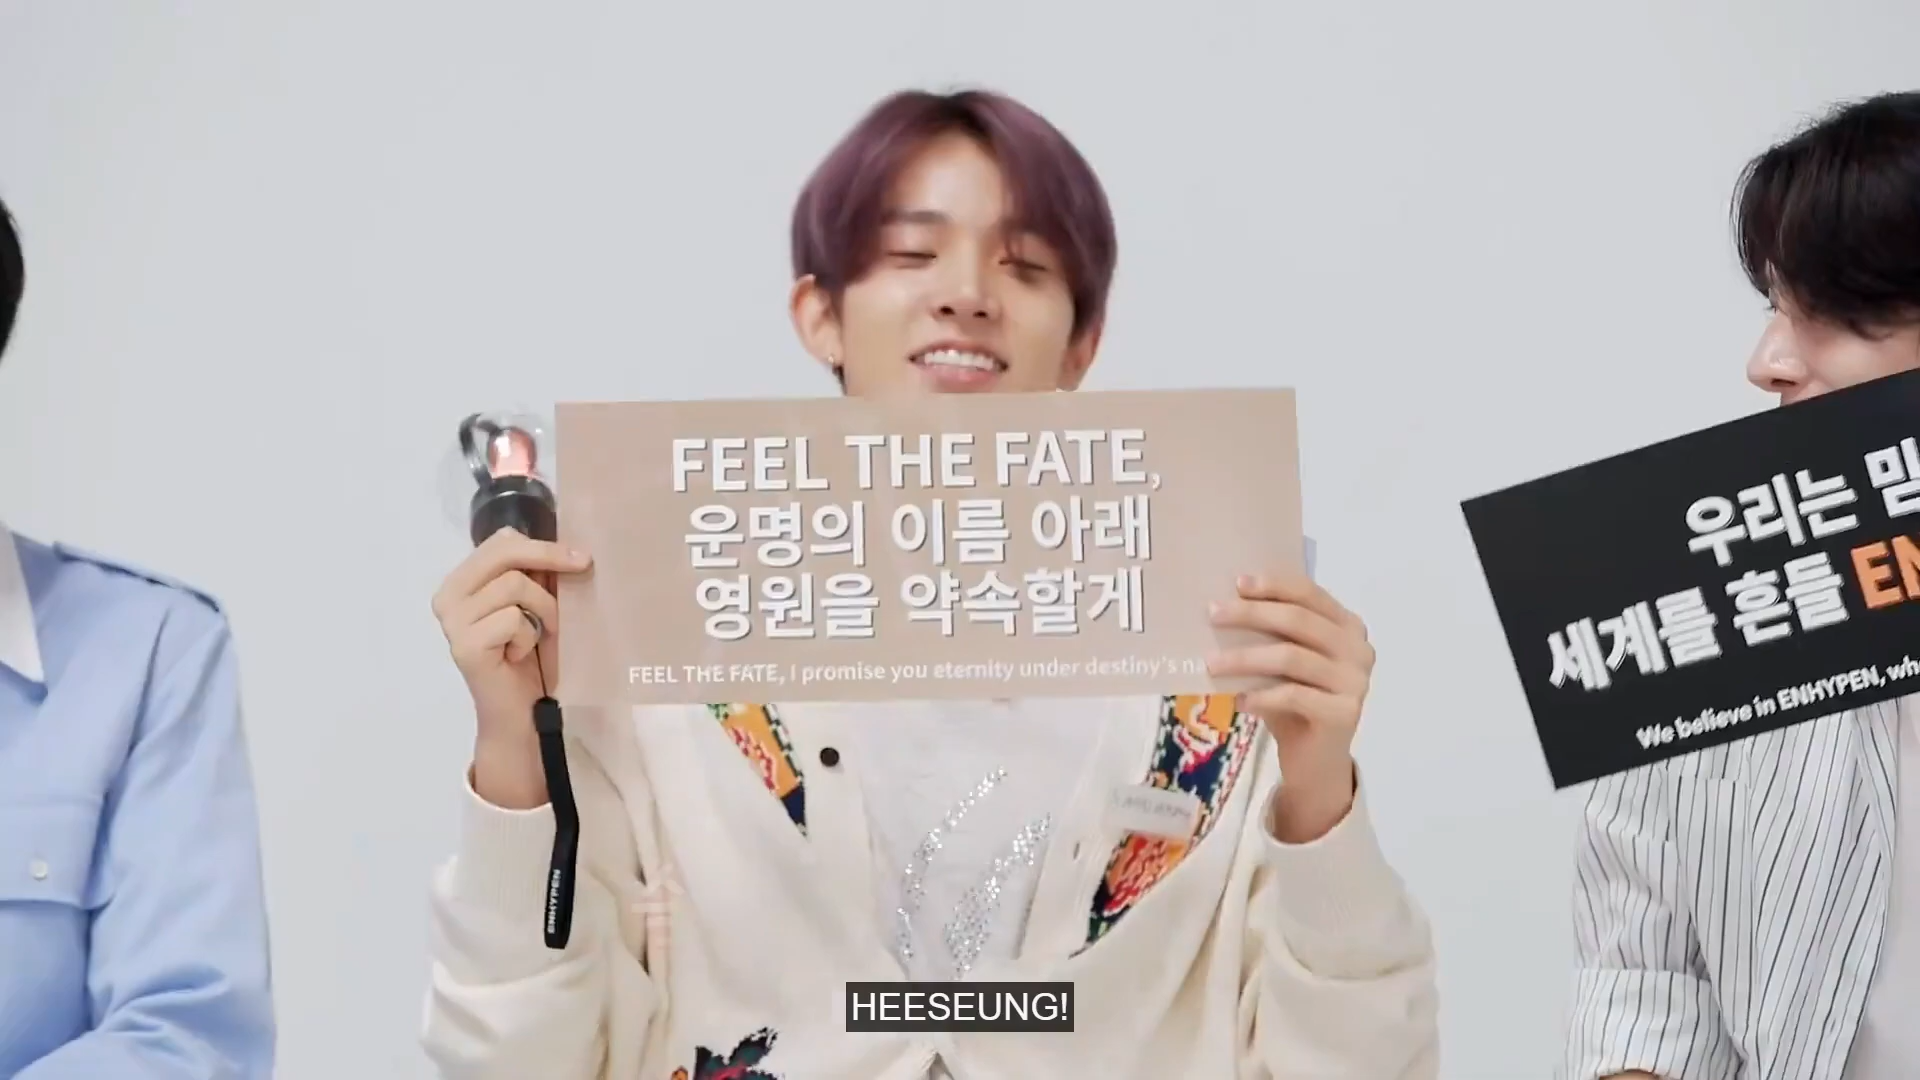 FEEL THE FATE,
운명의 이름 아래
영원을 약속할게
FEEL THE FATE, I promise you eternity under destiny's
우리는
세계를 흔들
We believe in ENHYPEN,
ENHYPEN
HEESEUNG!